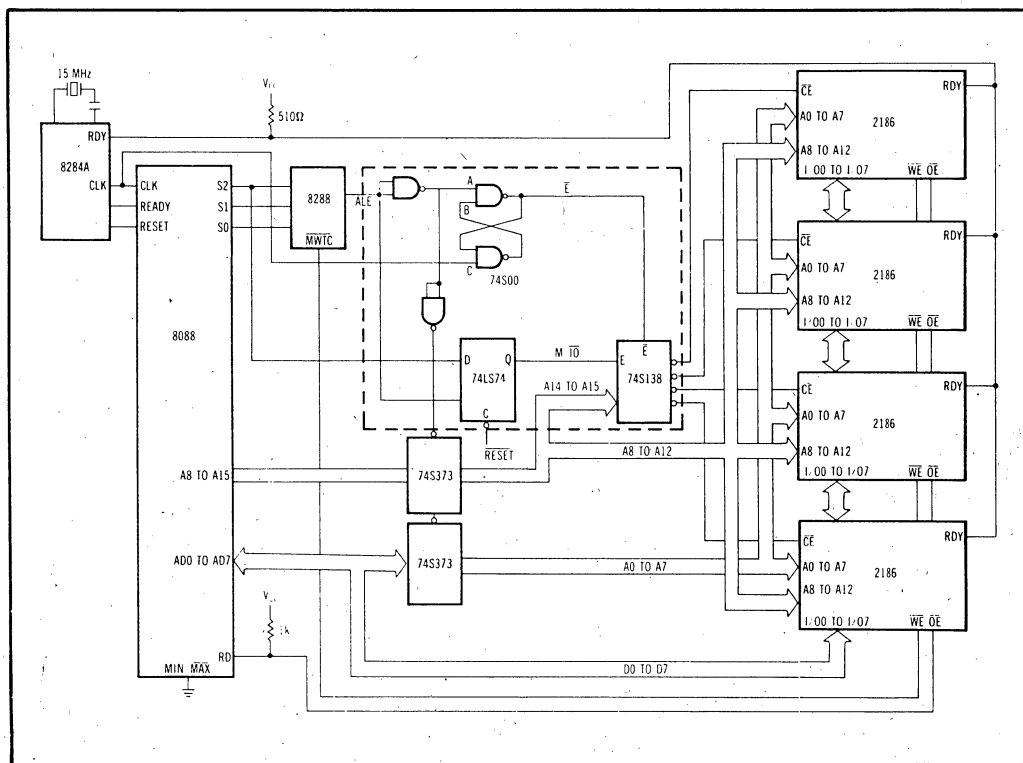 15 MHz
RDY
8284A
CLK
Vcc
510Ω
CLK
READY
RESET
S2
S1
S0
8088
A8 TO A15
AD0 TO AD7
Vcc
1k
RD
MIN MAX
8288
MWTC
ALE
A
B
C
E
74S00
D
Q
74LS74
C
RESET
M IO
E
E
74S138
A14 TO A15
A8 TO A12
74S373
74S373
A0 TO A7
D0 TO D7
CE
RDY
A0 TO A7
2186
A8 TO A12
I/O0 TO I/O7
WE OE
CE
RDY
A0 TO A7
2186
A8 TO A12
I/O0 TO I/O7
WE OE
CE
RDY
A0 TO A7
2186
A8 TO A12
I/O0 TO I/O7
WE OE
CE
RDY
A0 TO A7
2186
A8 TO A12
I/O0 TO I/O7
WE OE